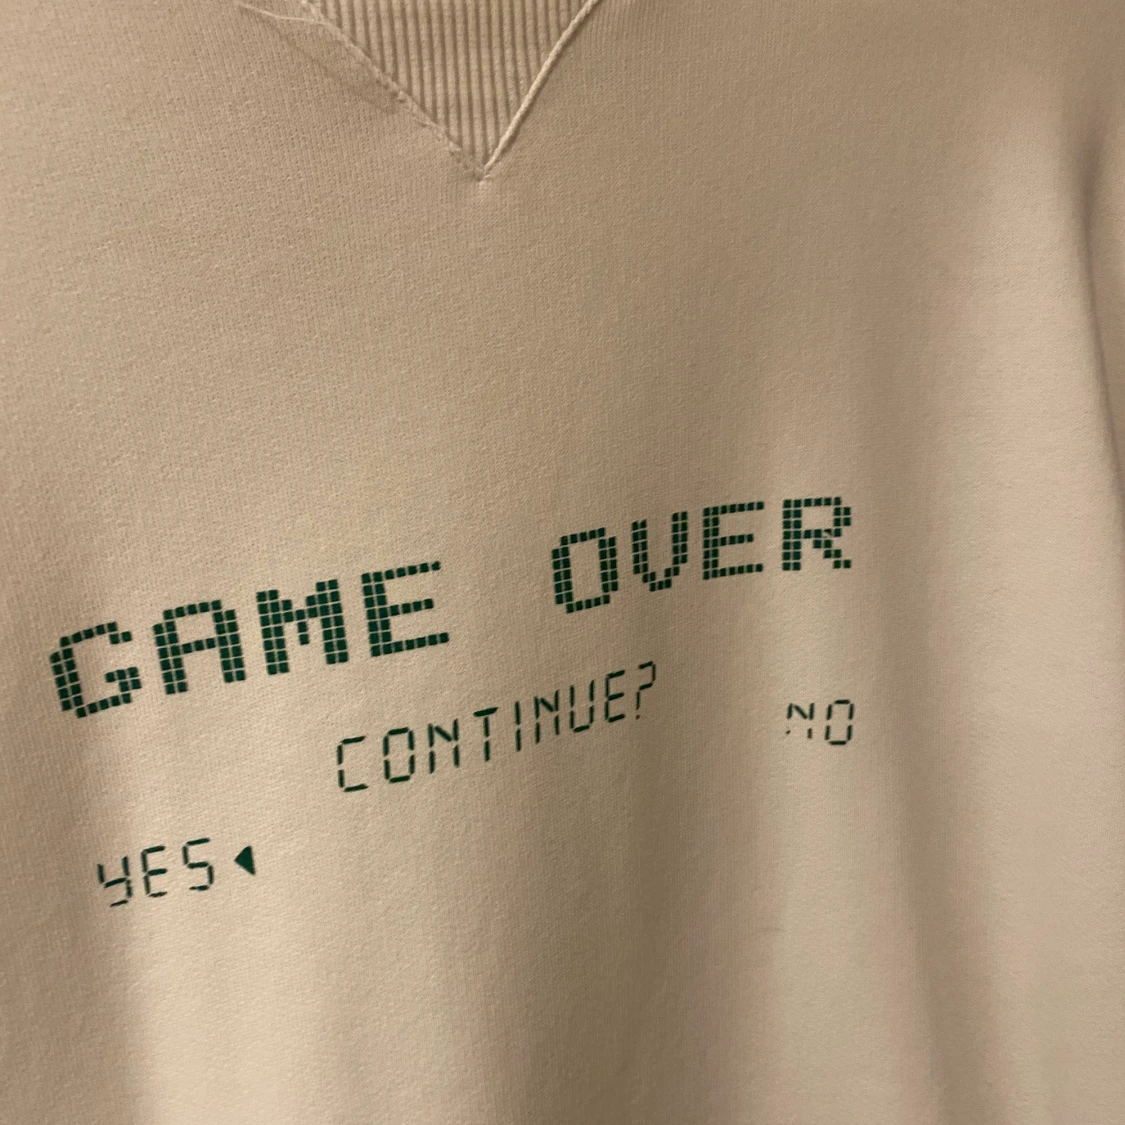 GAME OVER
CONTINUE?
YES◀ NO